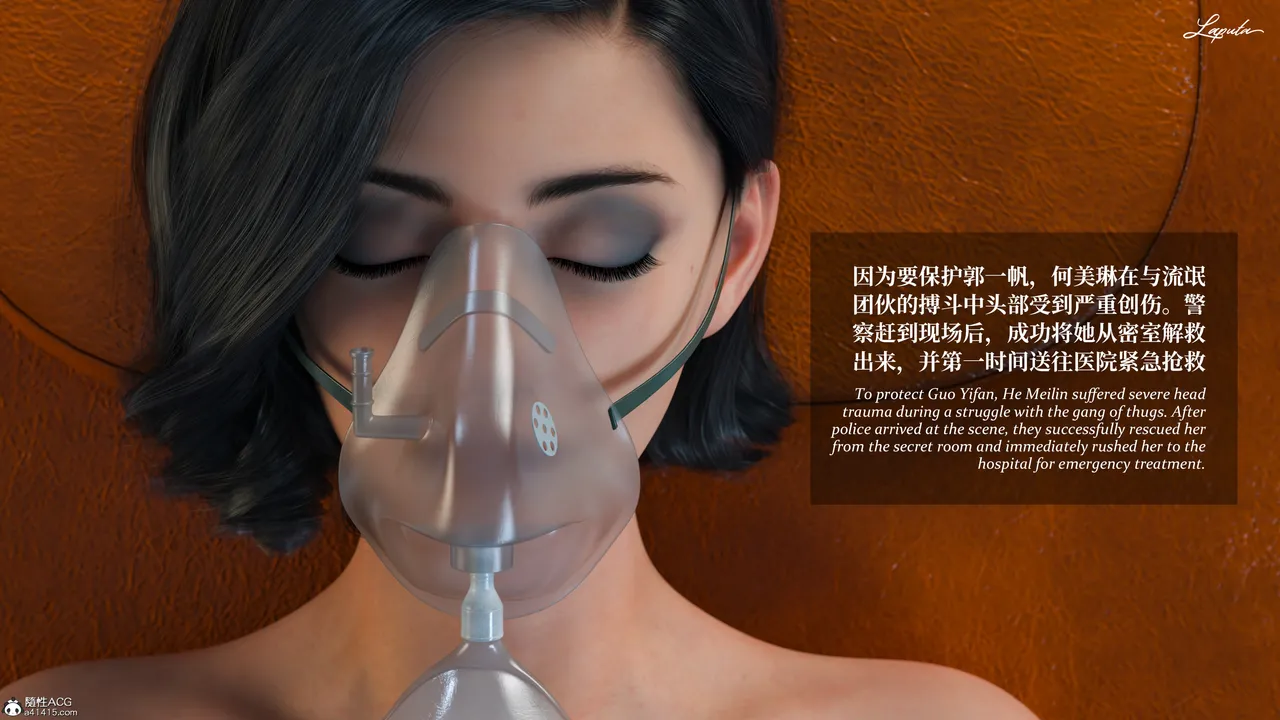 Laputa
因为要保护郭一帆，何美琳在与流氓
团伙的搏斗中头部受到严重创伤。警
察赶到现场后，成功将她从密室解救
出来，并第一时间送往医院紧急抢救
To protect Guo Yifan, He Meilin suffered severe head
trauma during a struggle with the gang of thugs. After
police arrived at the scene, they successfully rescued her
from the secret room and immediately rushed her to the
hospital for emergency treatment.
隨性ACG
a41415.com